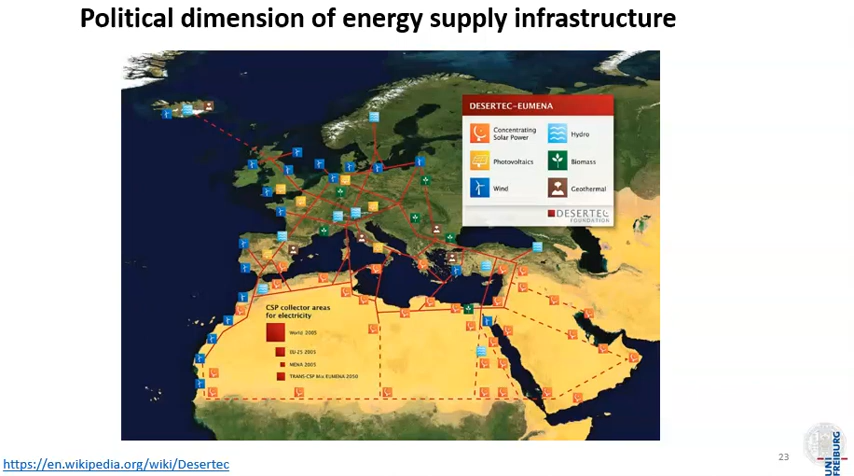 Political dimension of energy supply infrastructure
DESERTEC–EUMENA
Concentrating
Solar Power
Hydro
Photovoltaics
Biomass
Wind
Geothermal
DESERTEC
FOUNDATION
CSP collector areas
for electricity
World 2005
EU-25 2005
MENA 2005
TRANS-CSP Mix EUMENA 2050
https://en.wikipedia.org/wiki/Desertec
23
UNI
FREIBURG